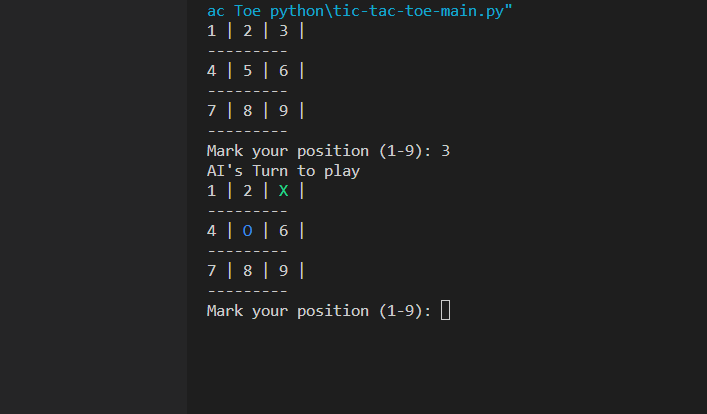 ac Toe python\tic-tac-toe-main.py"
1 | 2 | 3 |
---------
4 | 5 | 6 |
---------
7 | 8 | 9 |
---------
Mark your position (1-9): 3
AI's Turn to play
1 | 2 | X |
---------
4 | O | 6 |
---------
7 | 8 | 9 |
---------
Mark your position (1-9):